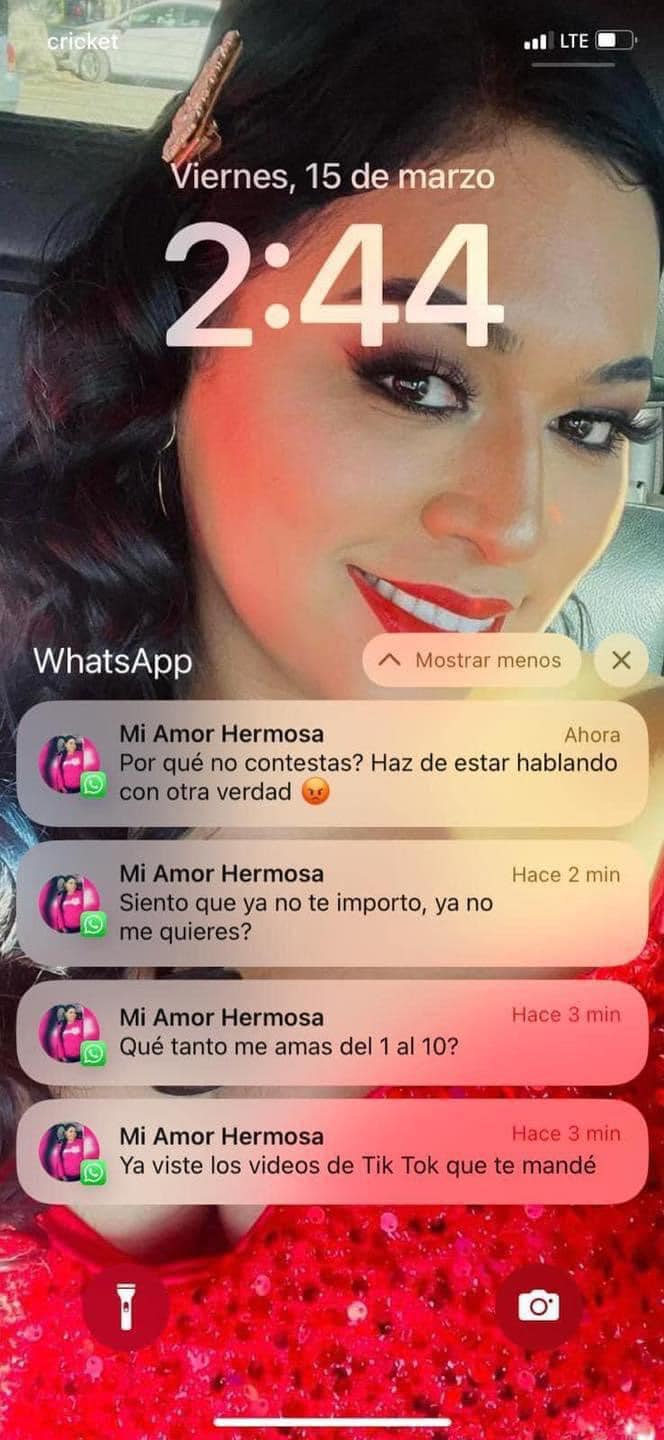 cricket
LTE
Viernes, 15 de marzo
2:44
WhatsApp
Mostrar menos
Mi Amor Hermosa
Ahora
Por qué no contestas? Haz de estar hablando
con otra verdad 😡
Mi Amor Hermosa
Hace 2 min
Siento que ya no te importo, ya no
me quieres?
Mi Amor Hermosa
Hace 3 min
Qué tanto me amas del 1 al 10?
Mi Amor Hermosa
Hace 3 min
Ya viste los videos de Tik Tok que te mandé